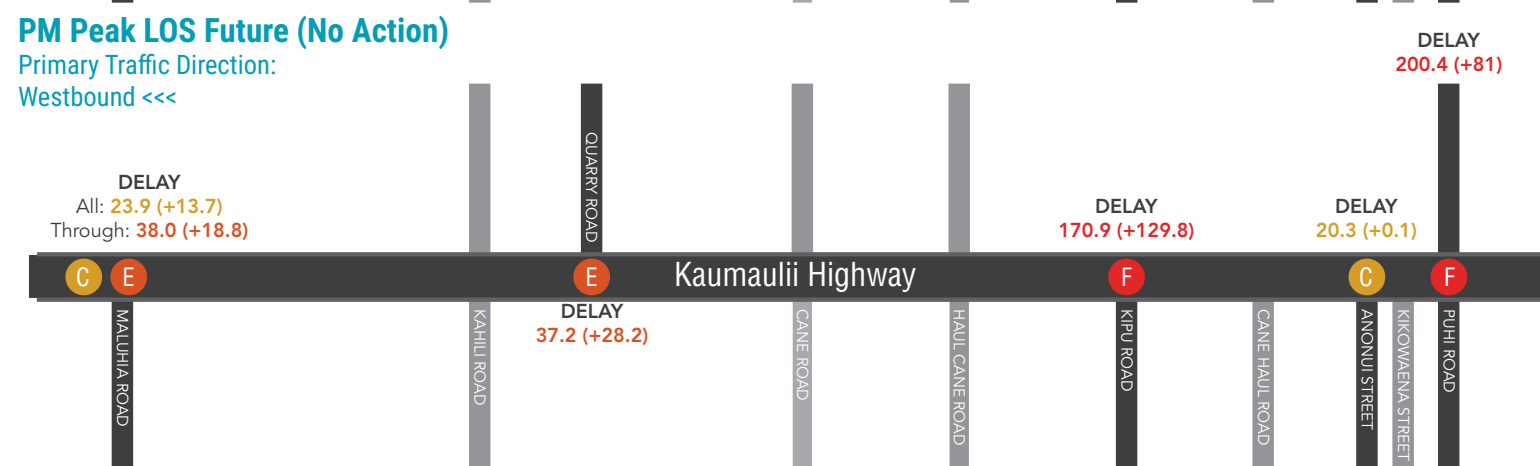 PM Peak LOS Future (No Action)
Primary Traffic Direction:
Westbound <<<
DELAY
200.4 (+81)
QUARRY ROAD
DELAY
All: 23.9 (+13.7)
Through: 38.0 (+18.8)
DELAY
170.9 (+129.8)
DELAY
20.3 (+0.1)
C
E
E
Kaumaulii Highway
F
C
F
DELAY
37.2 (+28.2)
MALUHIA ROAD
KAHILI ROAD
CANE ROAD
HAUL CANE ROAD
KIPU ROAD
CANE HAUL ROAD
ANONUI STREET
KIKOWAENA STREET
PUHI ROAD